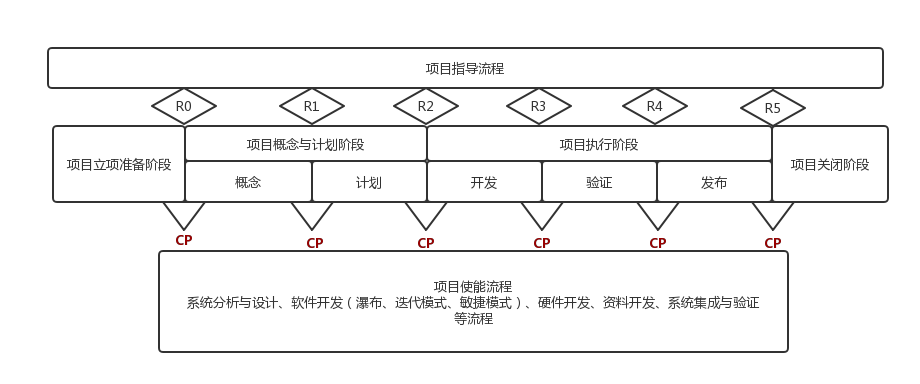 项目指导流程
R0
R1
R2
R3
R4
R5
项目立项准备阶段
项目概念与计划阶段
项目执行阶段
项目关闭阶段
概念
计划
开发
验证
发布
CP
CP
CP
CP
CP
CP
项目使能流程
系统分析与设计、软件开发（瀑布、迭代模式、敏捷模式）、硬件开发、资料开发、系统集成与验证
等流程